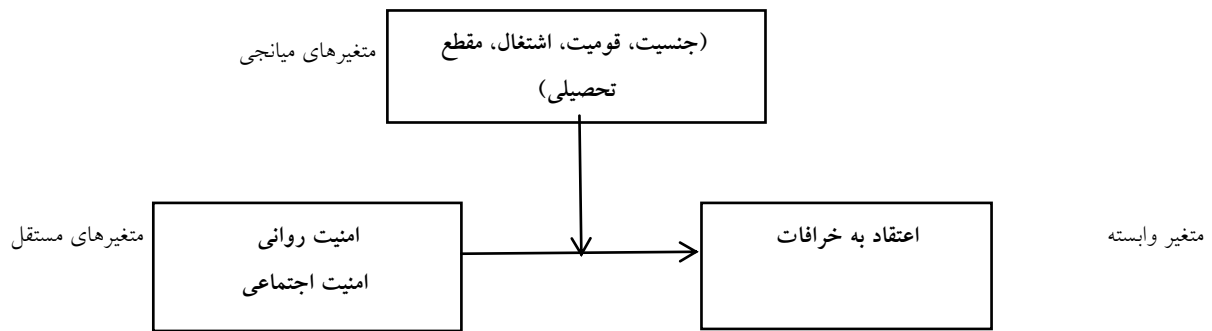 (جنسیت، قومیت، اشتغال، مقطع
تحصیلی)
متغیرهای میانجی
متغیر وابسته
اعتقاد به خرافات
امنیت روانی
امنیت اجتماعی
متغیرهای مستقل